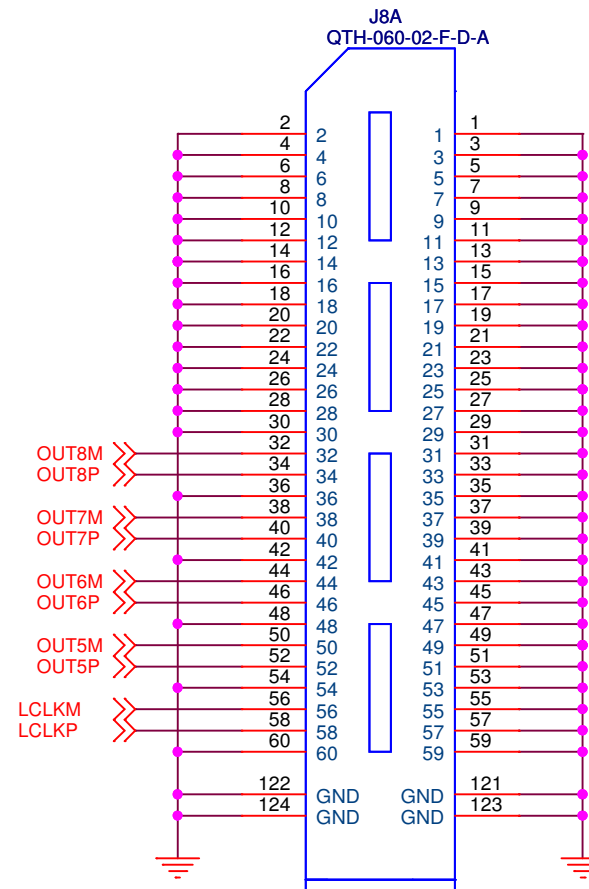 J8A
QTH-060-02-F-D-A
2 2 1 1
4 4 3 3
6 6 5 5
8 8 7 7
10 10 9 9
12 12 11 11
14 14 13 13
16 16 15 15
18 18 17 17
20 20 19 19
22 22 21 21
24 24 23 23
26 26 25 25
28 28 27 27
30 30 29 29
OUT8M 32 32 31 31
OUT8P 34 34 33 33
36 36 35 35
OUT7M 38 38 37 37
OUT7P 40 40 39 39
42 42 41 41
OUT6M 44 44 43 43
OUT6P 46 46 45 45
48 48 47 47
OUT5M 50 50 49 49
OUT5P 52 52 51 51
54 54 53 53
LCLKM 56 56 55 55
LCLKP 58 58 57 57
60 60 59 59
122 GND GND 121
124 GND GND 123